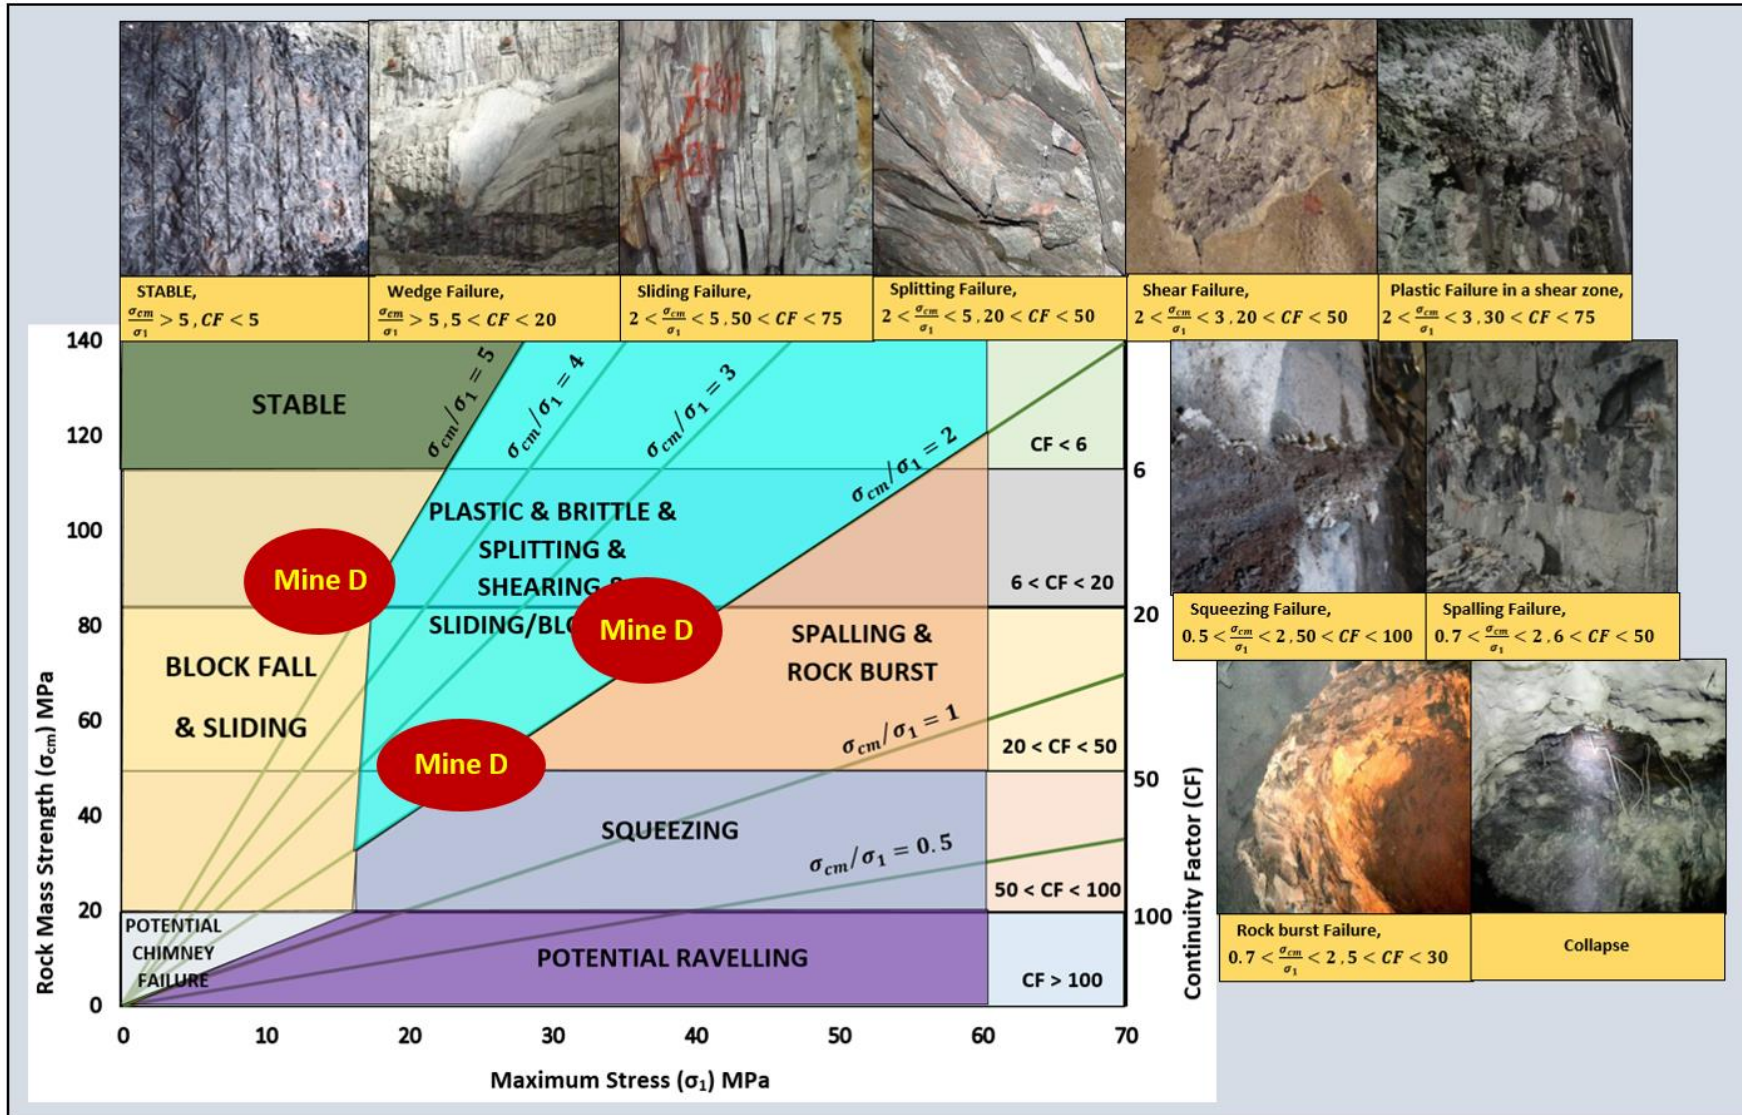 STABLE,
σcm/σ1 > 5 , CF < 5
Wedge Failure,
σcm/σ1 > 5 , 5 < CF < 20
Sliding Failure,
2 < σcm/σ1 < 5 , 50 < CF < 75
Splitting Failure,
2 < σcm/σ1 < 5 , 20 < CF < 50
Shear Failure,
2 < σcm/σ1 < 3 , 20 < CF < 50
Plastic Failure in a shear zone,
2 < σcm/σ1 < 3 , 30 < CF < 75
Squeezing Failure,
0.5 < σcm/σ1 < 2 , 50 < CF < 100
Spalling Failure,
0.7 < σcm/σ1 < 2 , 6 < CF < 50
Rock burst Failure,
0.7 < σcm/σ1 < 2 , 5 < CF < 30
Collapse
Rock Mass Strength (σcm) MPa
140
120
100
80
60
40
20
0
STABLE
σcm/σ1 = 5
σcm/σ1 = 4
σcm/σ1 = 3
σcm/σ1 = 2
σcm/σ1 = 1
σcm/σ1 = 0.5
PLASTIC & BRITTLE &
SPLITTING &
SHEARING &
SLIDING/BLO
Mine D
Mine D
Mine D
BLOCK FALL
& SLIDING
SPALLING &
ROCK BURST
SQUEEZING
POTENTIAL
CHIMNEY
FAILURE
POTENTIAL RAVELLING
CF < 6
6 < CF < 20
20 < CF < 50
50 < CF < 100
CF > 100
6
20
50
100
Continuity Factor (CF)
0 10 20 30 40 50 60 70
Maximum Stress (σ1) MPa